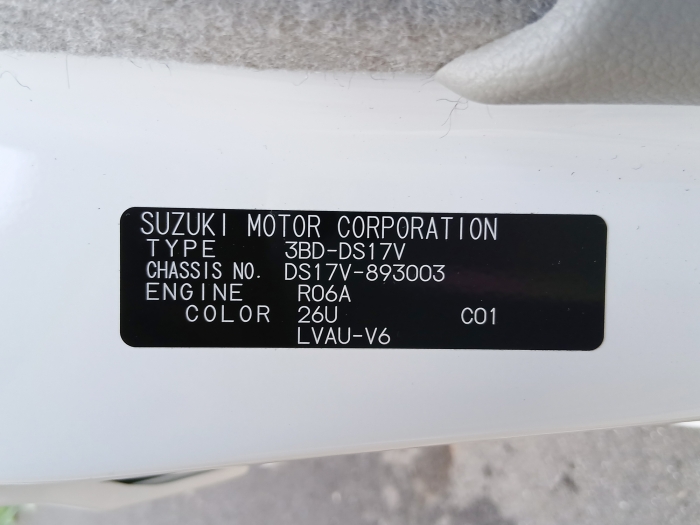 SUZUKI MOTOR CORPORATION
TYPE 3BD-DS17V
CHASSIS NO. DS17V-893003
ENGINE R06A
COLOR 26U C01
LVAU-V6